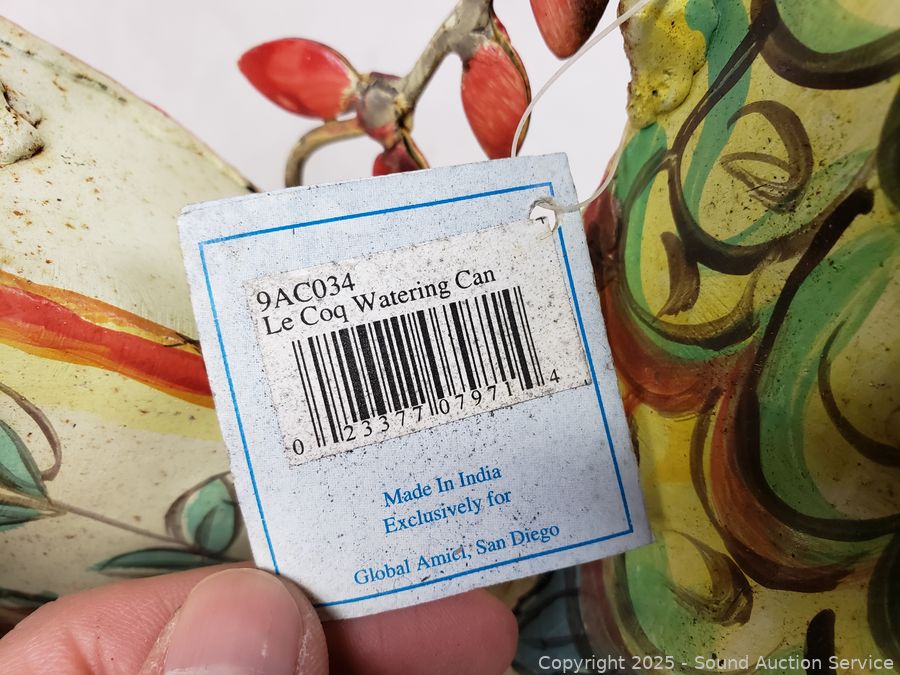 9AC034
Le Coq Watering Can
0 23377 07971 4
Made In India
Exclusively for
Global Amici, San Diego
Copyright 2025 - Sound Auction Service